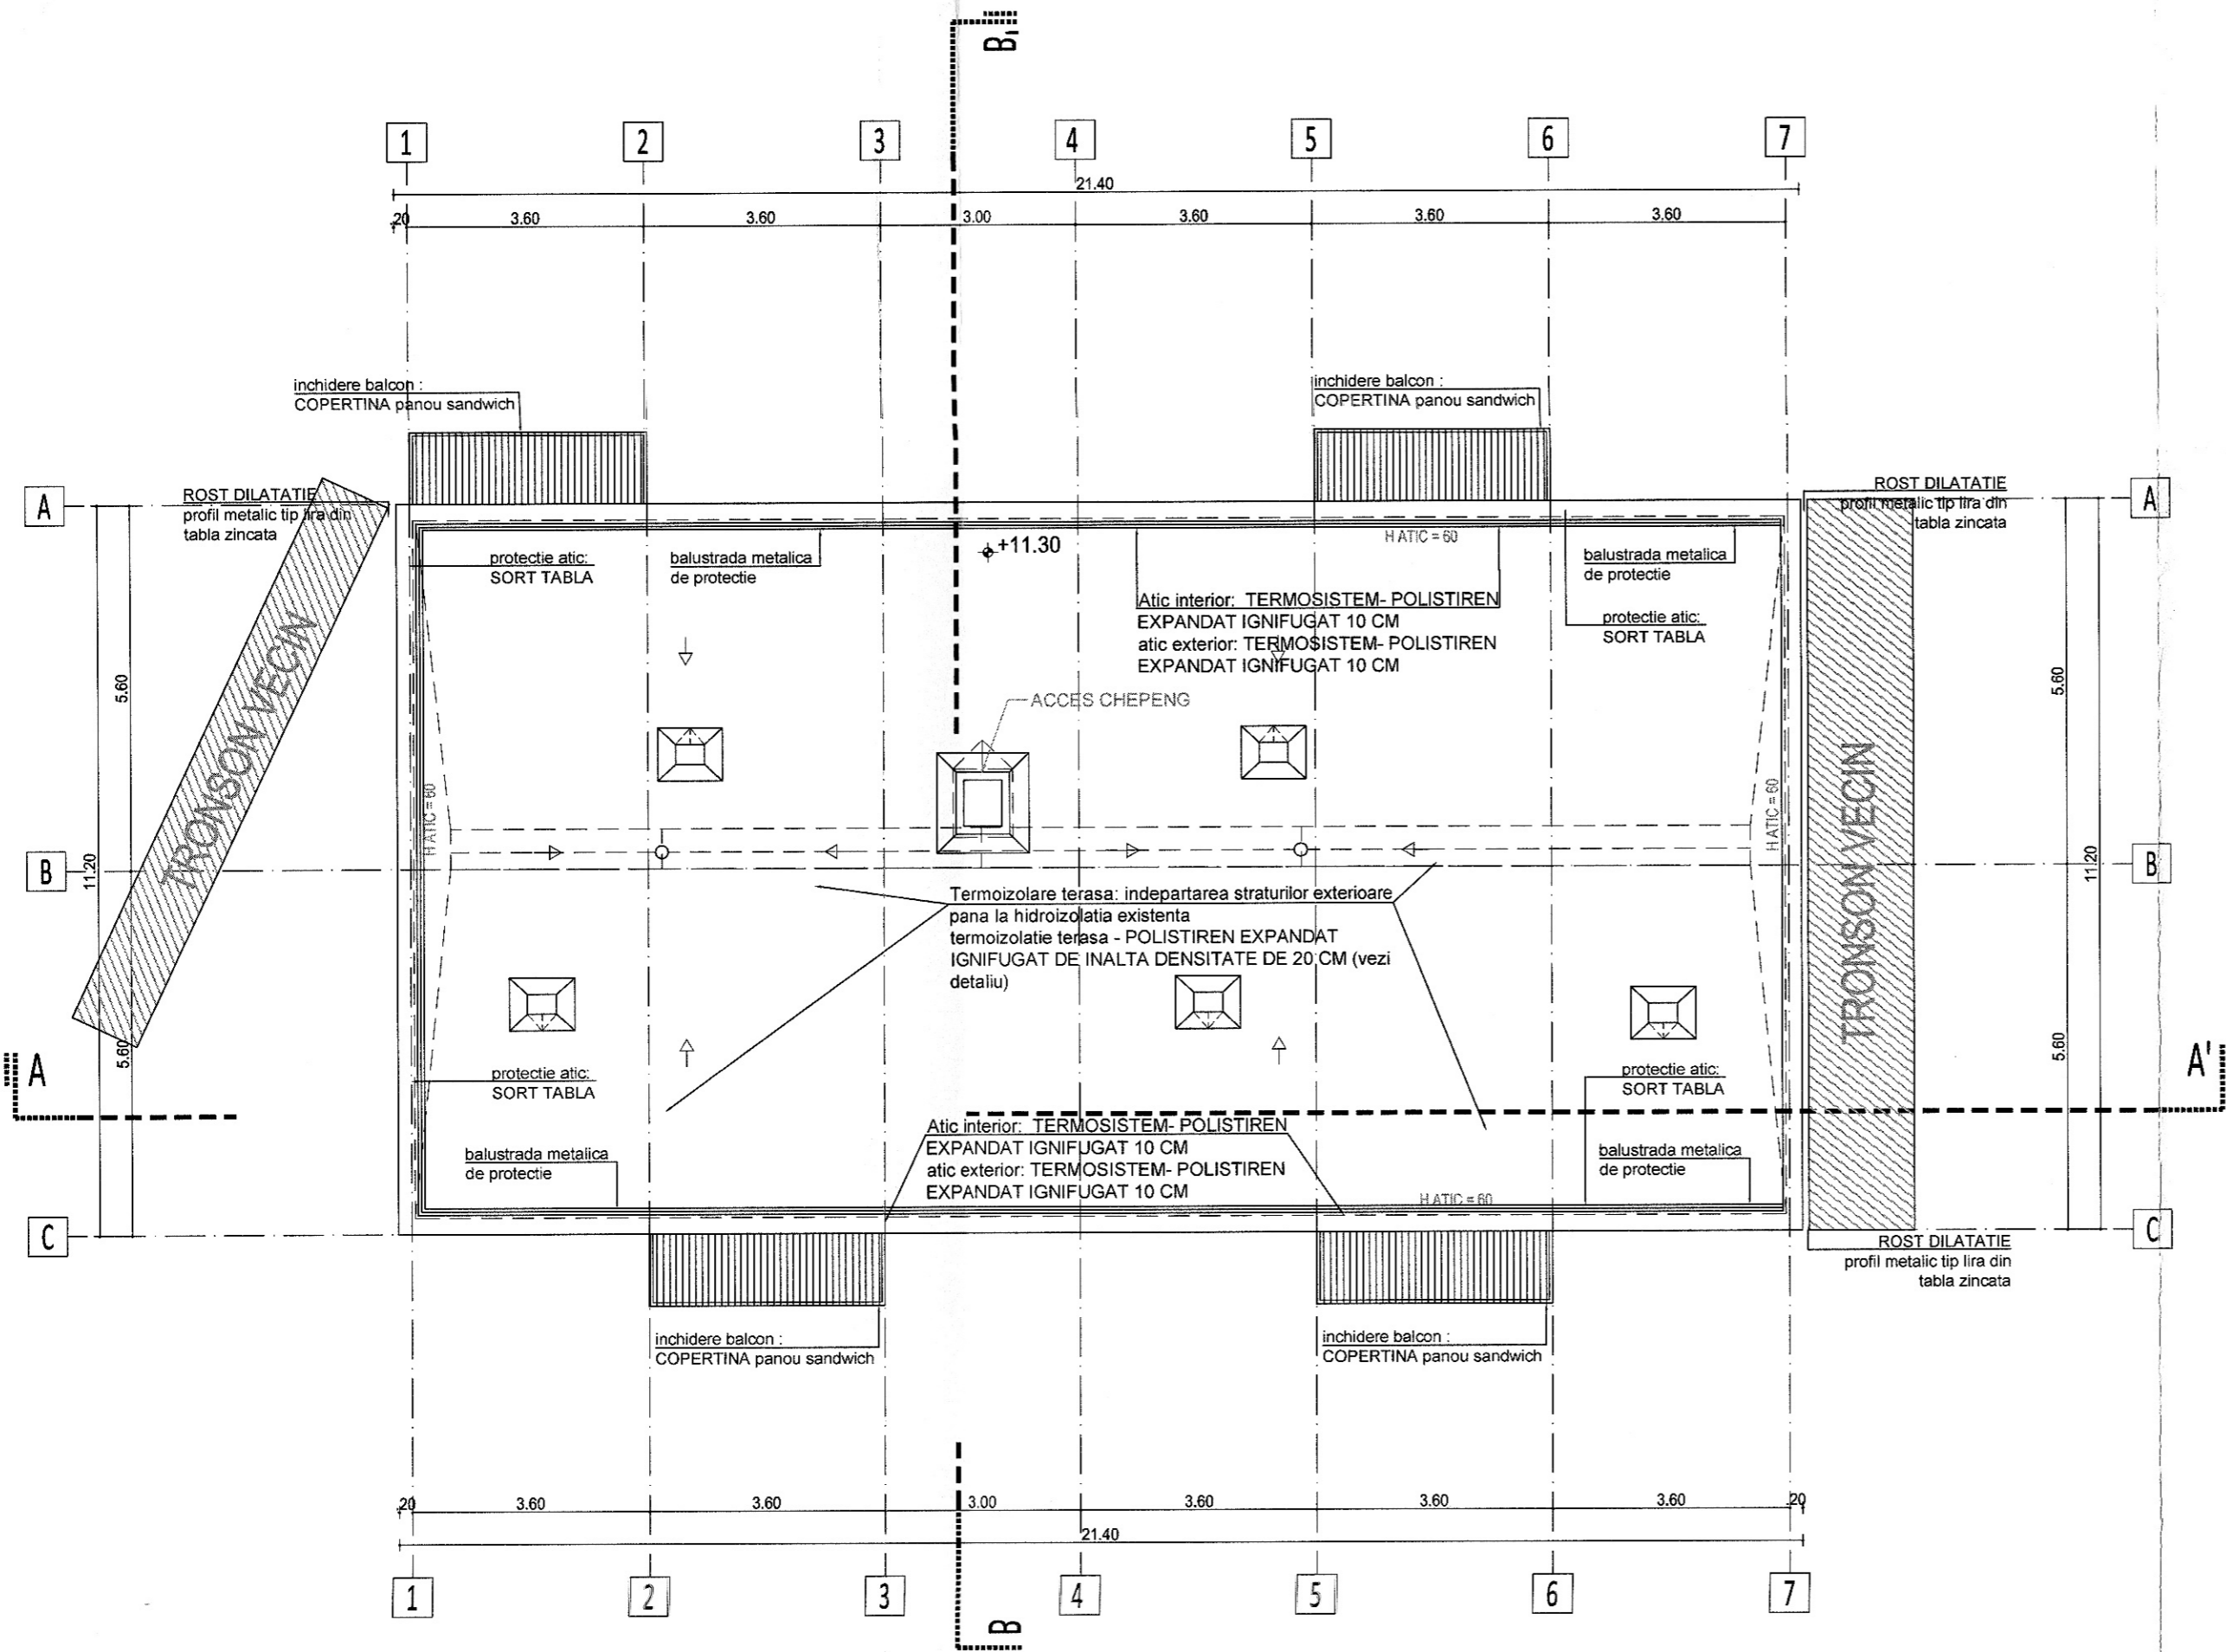 B'
1
2
3
4
5
6
7
21.40
.20
3.60
3.60
3.00
3.60
3.60
3.60
inchidere balcon :
COPERTINA panou sandwich
inchidere balcon :
COPERTINA panou sandwich
A
ROST DILATATIE
profil metalic tip lira din
tabla zincata
ROST DILATATIE
profil metalic tip lira din
tabla zincata
A
protectie atic:
SORT TABLA
balustrada metalica
de protectie
+11.30
H ATIC = 60
balustrada metalica
de protectie
Atic interior: TERMOSISTEM- POLISTIREN
EXPANDAT IGNIFUGAT 10 CM
atic exterior: TERMOSISTEM- POLISTIREN
EXPANDAT IGNIFUGAT 10 CM
protectie atic:
SORT TABLA
5.60
5.60
ACCES CHEPENG
TRONSON VECIN
H ATIC = 60
H ATIC = 60
TRONSON VECIN
B
11.20
11.20
B
Termoizolare terasa: indepartarea straturilor exterioare
pana la hidroizolatia existenta
termoizolatie terasa - POLISTIREN EXPANDAT
IGNIFUGAT DE INALTA DENSITATE DE 20 CM (vezi
detaliu)
5.60
5.60
A
A'
protectie atic:
SORT TABLA
protectie atic:
SORT TABLA
Atic interior: TERMOSISTEM- POLISTIREN
EXPANDAT IGNIFUGAT 10 CM
atic exterior: TERMOSISTEM- POLISTIREN
EXPANDAT IGNIFUGAT 10 CM
balustrada metalica
de protectie
balustrada metalica
de protectie
H ATIC = 60
C
C
ROST DILATATIE
profil metalic tip lira din
tabla zincata
inchidere balcon :
COPERTINA panou sandwich
inchidere balcon :
COPERTINA panou sandwich
.20
3.60
3.60
3.00
3.60
3.60
3.60
.20
21.40
1
2
3
4
5
6
7
B